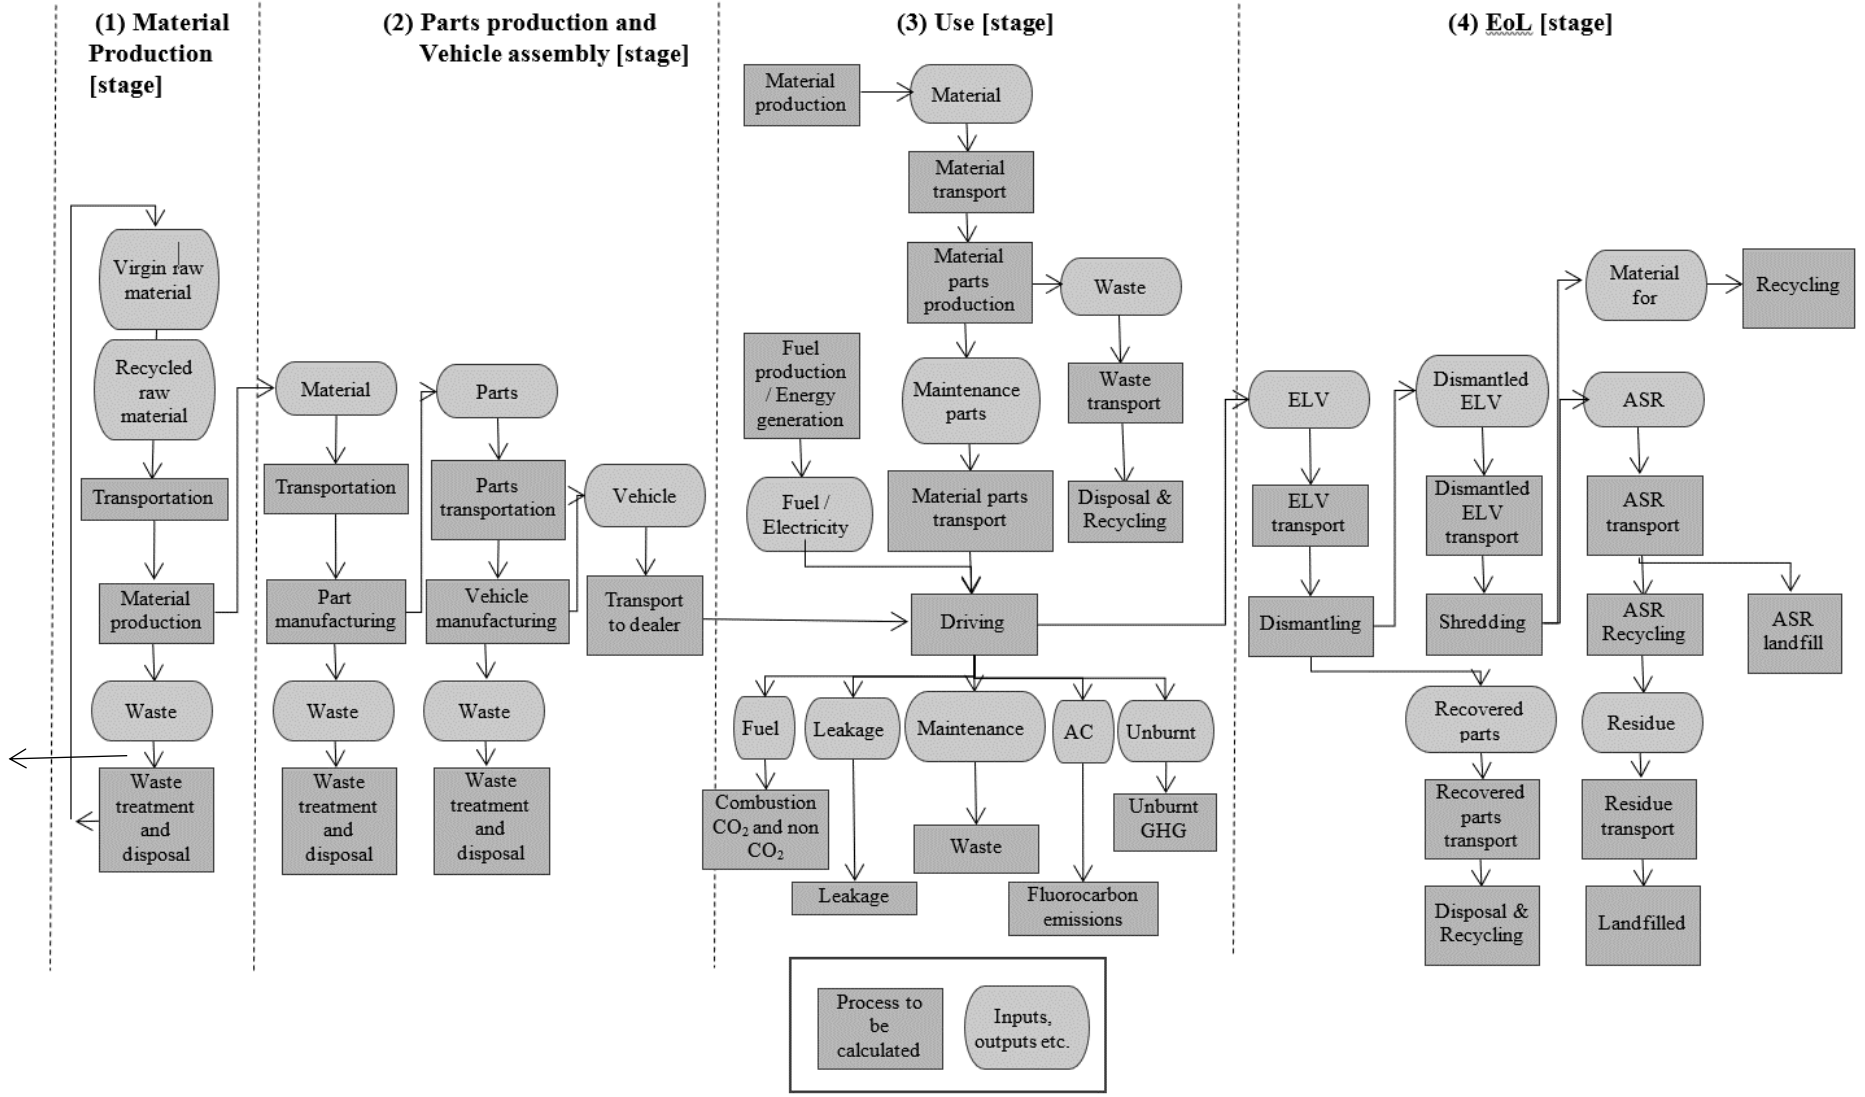 (1) Material
Production
[stage]
(2) Parts production and
Vehicle assembly [stage]
(3) Use [stage]
(4) EoL [stage]
Virgin raw
material
Recycled
raw
material
Transportation
Material
production
Waste
Waste
treatment
and
disposal
Material
Transportation
Part
manufacturing
Waste
Waste
treatment
and
disposal
Parts
Parts
transportation
Vehicle
manufacturing
Waste
Waste
treatment
and
disposal
Vehicle
Transport
to dealer
Material
production
Material
Material
transport
Material
parts
production
Waste
Waste
transport
Disposal &
Recycling
Fuel
production
/ Energy
generation
Fuel /
Electricity
Maintenance
parts
Material parts
transport
Driving
Fuel
Leakage
Maintenance
AC
Unburnt
Combustion
CO₂ and non
CO₂
Leakage
Waste
Fluorocarbon
emissions
Unburnt
GHG
ELV
ELV
transport
Dismantling
Dismantled
ELV
Dismantled
ELV
transport
Shredding
Recovered
parts
Recovered
parts
transport
Disposal &
Recycling
Material
for
Recycling
ASR
ASR
transport
ASR
Recycling
ASR
landfill
Residue
Residue
transport
Landfilled
Process to
be
calculated
Inputs,
outputs etc.